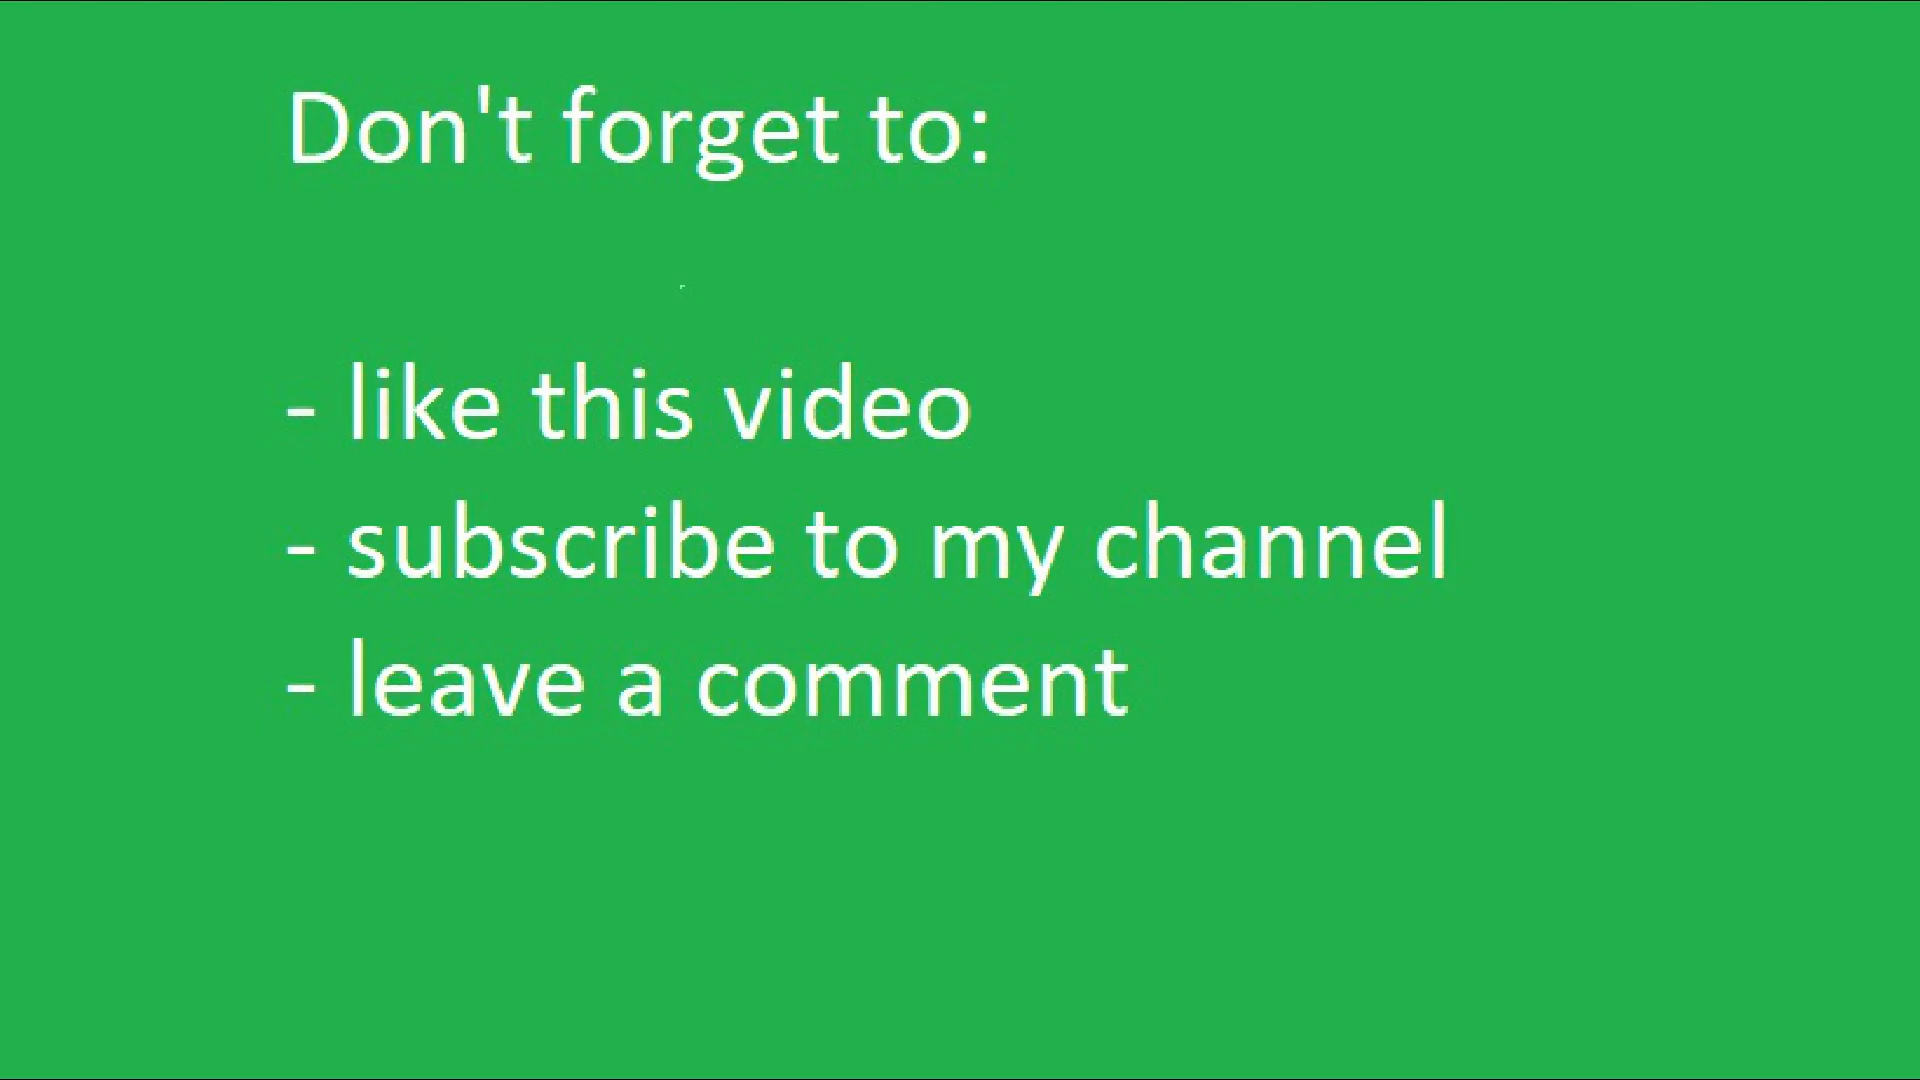 Don't forget to:
- like this video
- subscribe to my channel
- leave a comment